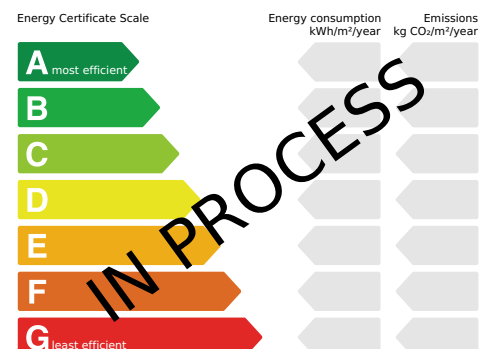 Energy Certificate Scale
Energy consumption
kWh/m²/year
Emissions
kg CO₂/m²/year
A most efficient
B
C
D
E
F
G least efficient
IN PROCESS